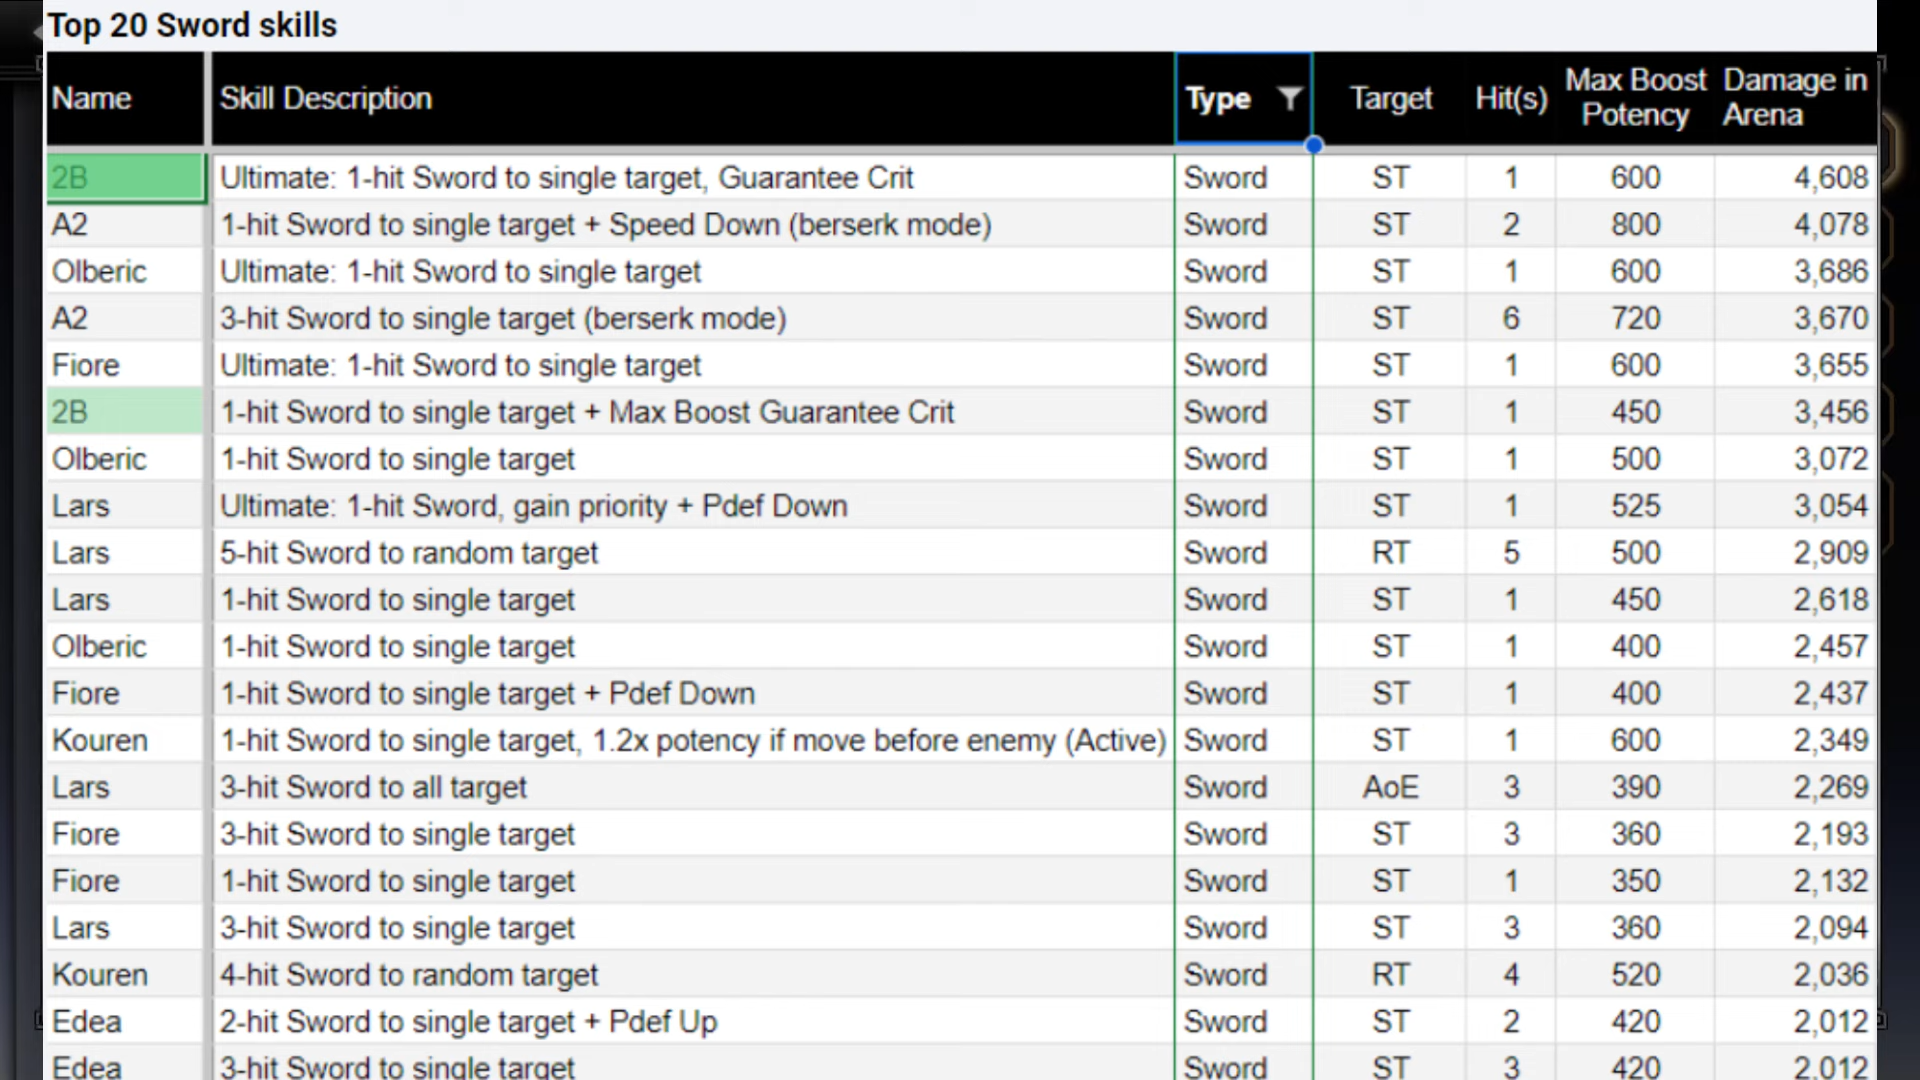 Top 20 Sword skills
Name Skill Description Type Target Hit(s) Max Boost Potency Damage in Arena
2B Ultimate: 1-hit Sword to single target, Guarantee Crit Sword ST 1 600 4,608
A2 1-hit Sword to single target + Speed Down (berserk mode) Sword ST 2 800 4,078
Olberic Ultimate: 1-hit Sword to single target Sword ST 1 600 3,686
A2 3-hit Sword to single target (berserk mode) Sword ST 6 720 3,670
Fiore Ultimate: 1-hit Sword to single target Sword ST 1 600 3,655
2B 1-hit Sword to single target + Max Boost Guarantee Crit Sword ST 1 450 3,456
Olberic 1-hit Sword to single target Sword ST 1 500 3,072
Lars Ultimate: 1-hit Sword, gain priority + Pdef Down Sword ST 1 525 3,054
Lars 5-hit Sword to random target Sword RT 5 500 2,909
Lars 1-hit Sword to single target Sword ST 1 450 2,618
Olberic 1-hit Sword to single target Sword ST 1 400 2,457
Fiore 1-hit Sword to single target + Pdef Down Sword ST 1 400 2,437
Kouren 1-hit Sword to single target, 1.2x potency if move before enemy (Active) Sword ST 1 600 2,349
Lars 3-hit Sword to all target Sword AoE 3 390 2,269
Fiore 3-hit Sword to single target Sword ST 3 360 2,193
Fiore 1-hit Sword to single target Sword ST 1 350 2,132
Lars 3-hit Sword to single target Sword ST 3 360 2,094
Kouren 4-hit Sword to random target Sword RT 4 520 2,036
Edea 2-hit Sword to single target + Pdef Up Sword ST 2 420 2,012
Edea 3-hit Sword to single target Sword ST 3 420 2,012